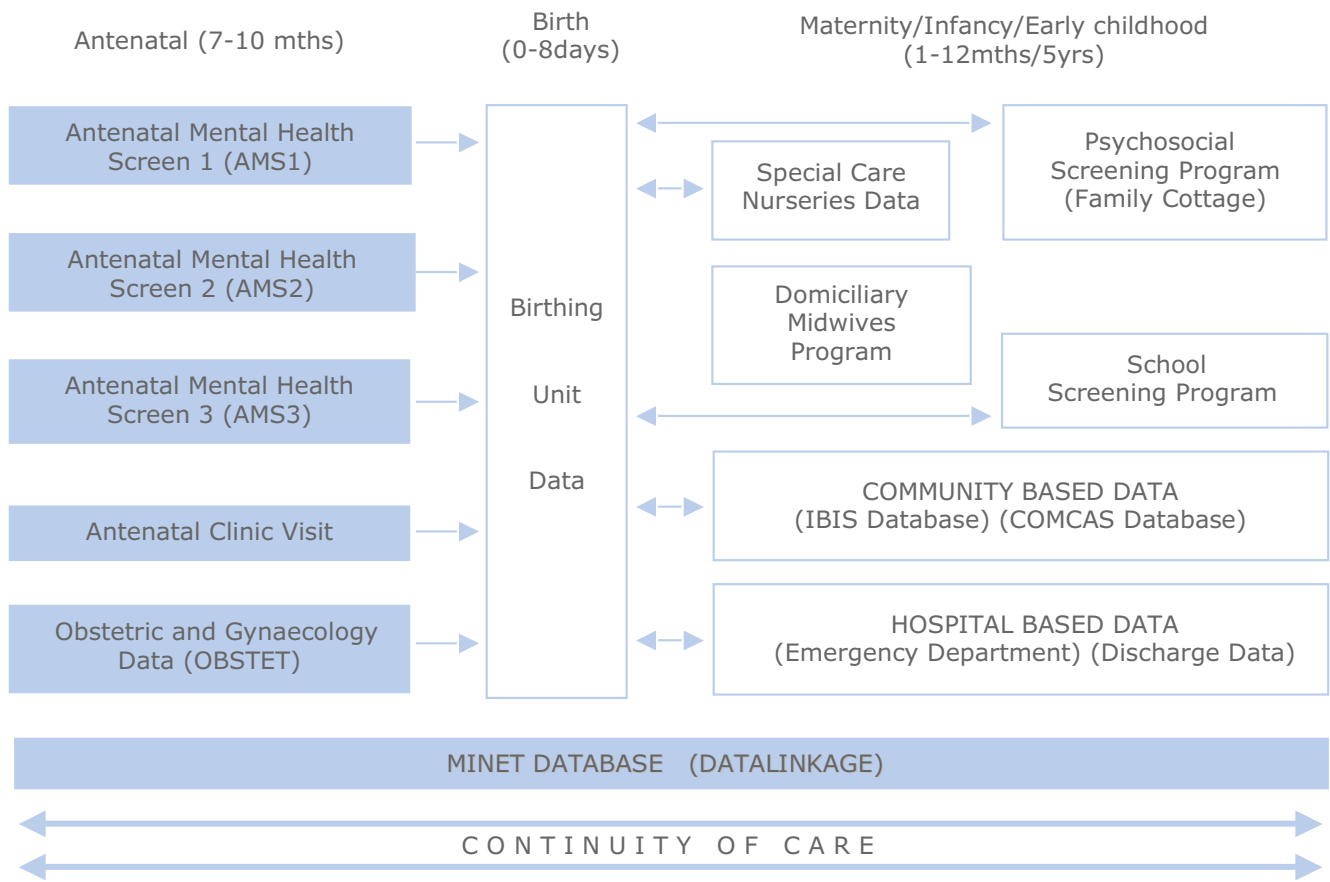 Antenatal (7-10 mths)
Birth
(0-8days)
Maternity/Infancy/Early childhood
(1-12mths/5yrs)
Antenatal Mental Health
Screen 1 (AMS1)
Antenatal Mental Health
Screen 2 (AMS2)
Antenatal Mental Health
Screen 3 (AMS3)
Antenatal Clinic Visit
Obstetric and Gynaecology
Data (OBSTET)
Birthing
Unit
Data
Special Care
Nurseries Data
Psychosocial
Screening Program
(Family Cottage)
Domiciliary
Midwives
Program
School
Screening Program
COMMUNITY BASED DATA
(IBIS Database) (COMCAS Database)
HOSPITAL BASED DATA
(Emergency Department) (Discharge Data)
MINET DATABASE (DATALINKAGE)
CONTINUITY OF CARE